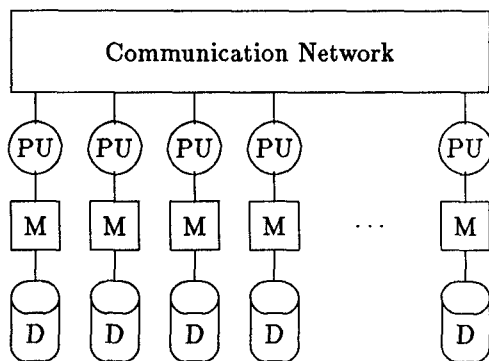 Communication Network
PU PU PU PU PU
M M M M ... M
D D D D D